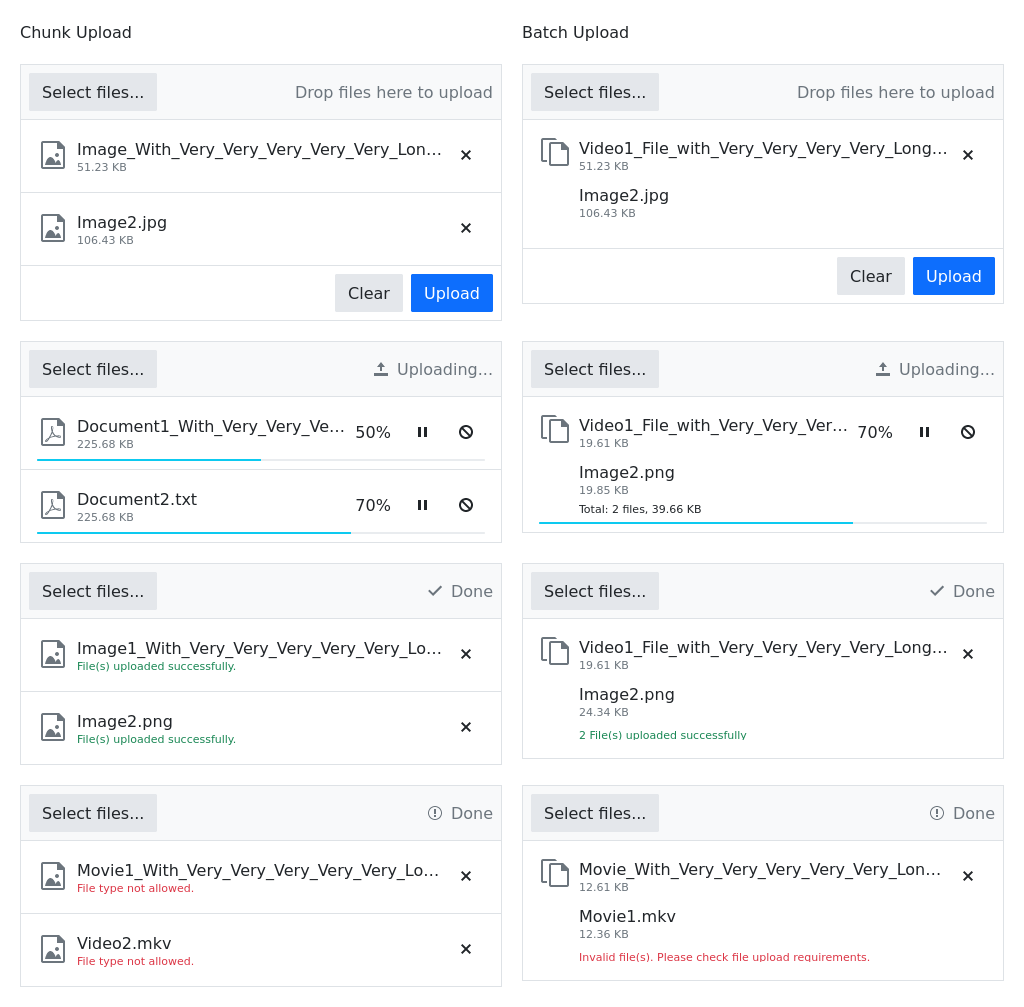 Chunk Upload
Select files...
Drop files here to upload
Image_With_Very_Very_Very_Very_Very_Lon...
51.23 KB
Image2.jpg
106.43 KB
Clear
Upload
Select files...
Uploading...
Document1_With_Very_Very_Ve...
225.68 KB
50%
Document2.txt
225.68 KB
70%
Select files...
Done
Image1_With_Very_Very_Very_Very_Very_Lo...
File(s) uploaded successfully.
Image2.png
File(s) uploaded successfully.
Select files...
Done
Movie1_With_Very_Very_Very_Very_Very_Lo...
File type not allowed.
Video2.mkv
File type not allowed.
Batch Upload
Select files...
Drop files here to upload
Video1_File_with_Very_Very_Very_Very_Long...
51.23 KB
Image2.jpg
106.43 KB
Clear
Upload
Select files...
Uploading...
Video1_File_with_Very_Very_Ver...
19.61 KB
70%
Image2.png
19.85 KB
Total: 2 files, 39.66 KB
Select files...
Done
Video1_File_with_Very_Very_Very_Very_Long...
19.61 KB
Image2.png
24.34 KB
2 File(s) uploaded successfully
Select files...
Done
Movie_With_Very_Very_Very_Very_Very_Lon...
12.61 KB
Movie1.mkv
12.36 KB
Invalid file(s). Please check file upload requirements.